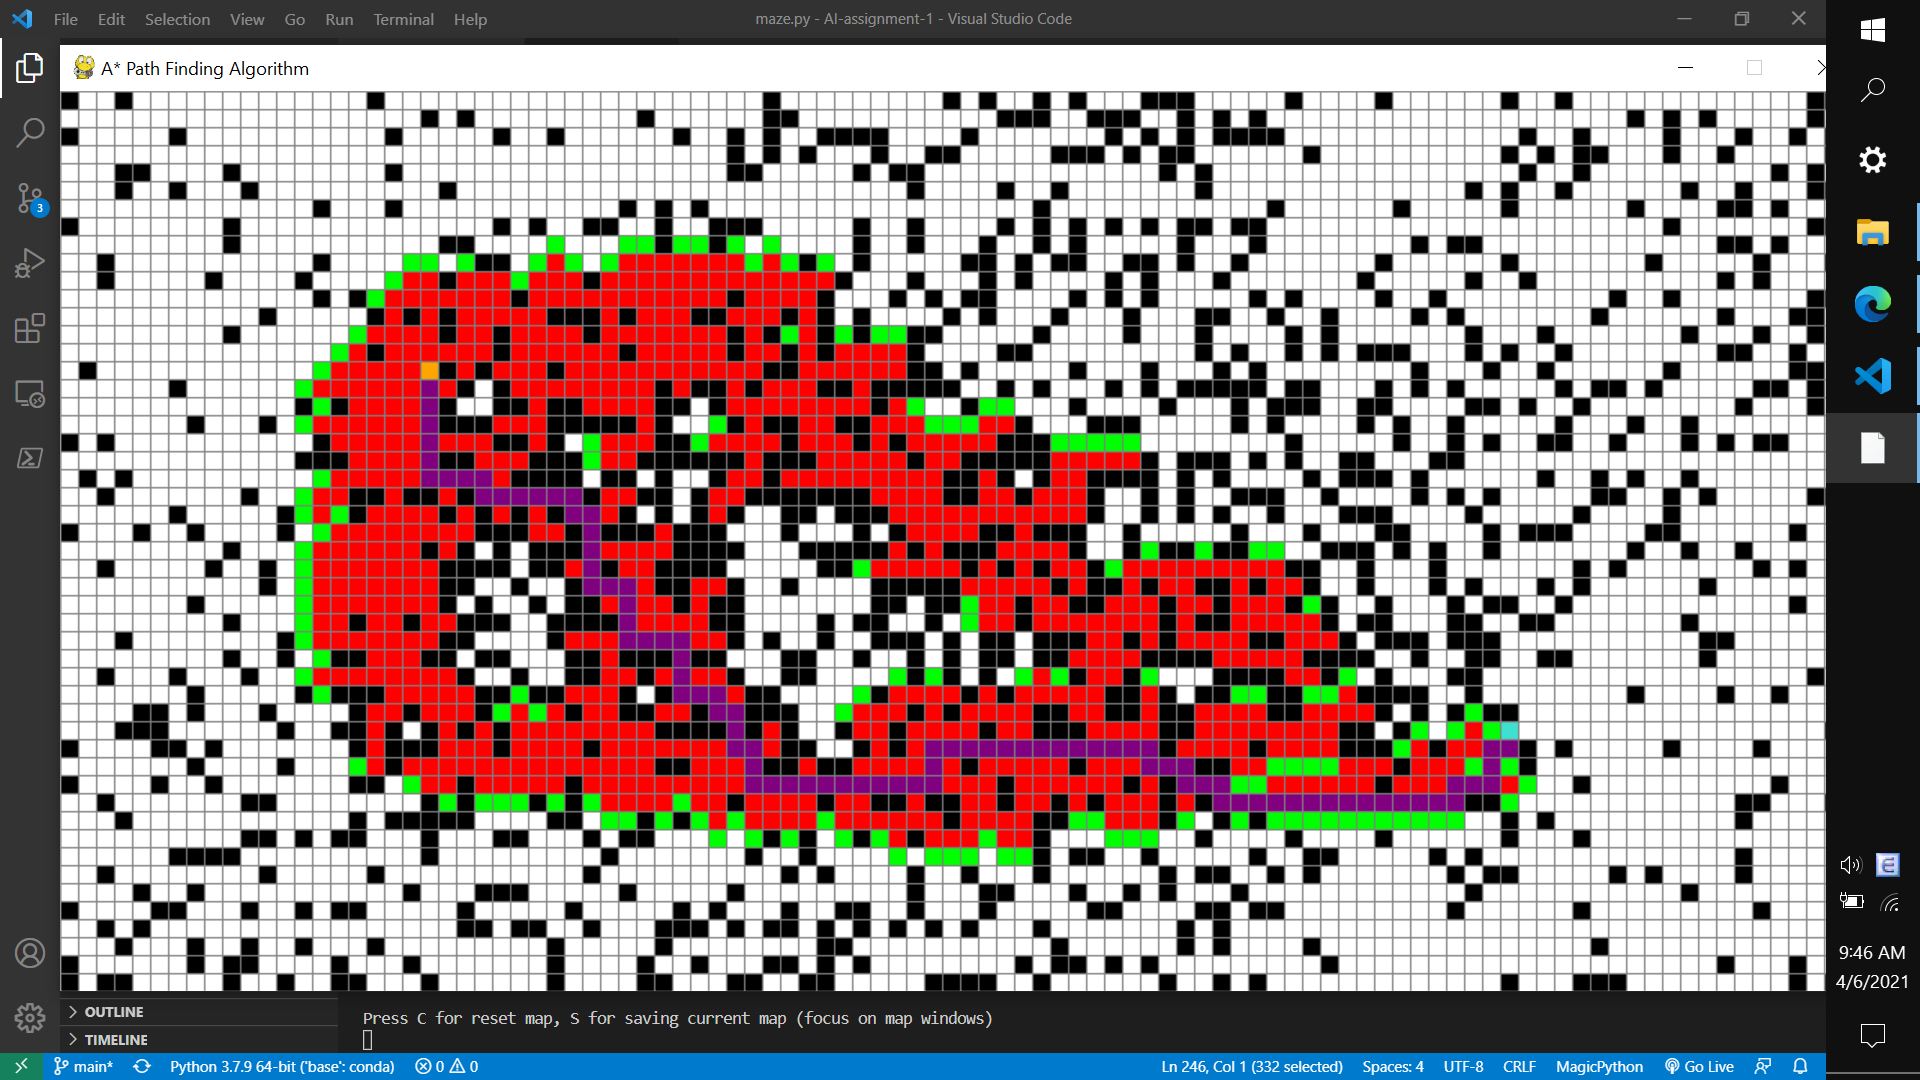 File Edit Selection View Go Run Terminal Help
maze.py - AI-assignment-1 - Visual Studio Code
A* Path Finding Algorithm
3
OUTLINE
TIMELINE
Press C for reset map, S for saving current map (focus on map windows)
main*
Python 3.7.9 64-bit ('base': conda)
0 0
Ln 246, Col 1 (332 selected)
Spaces: 4
UTF-8
CRLF
MagicPython
Go Live
E
9:46 AM
4/6/2021